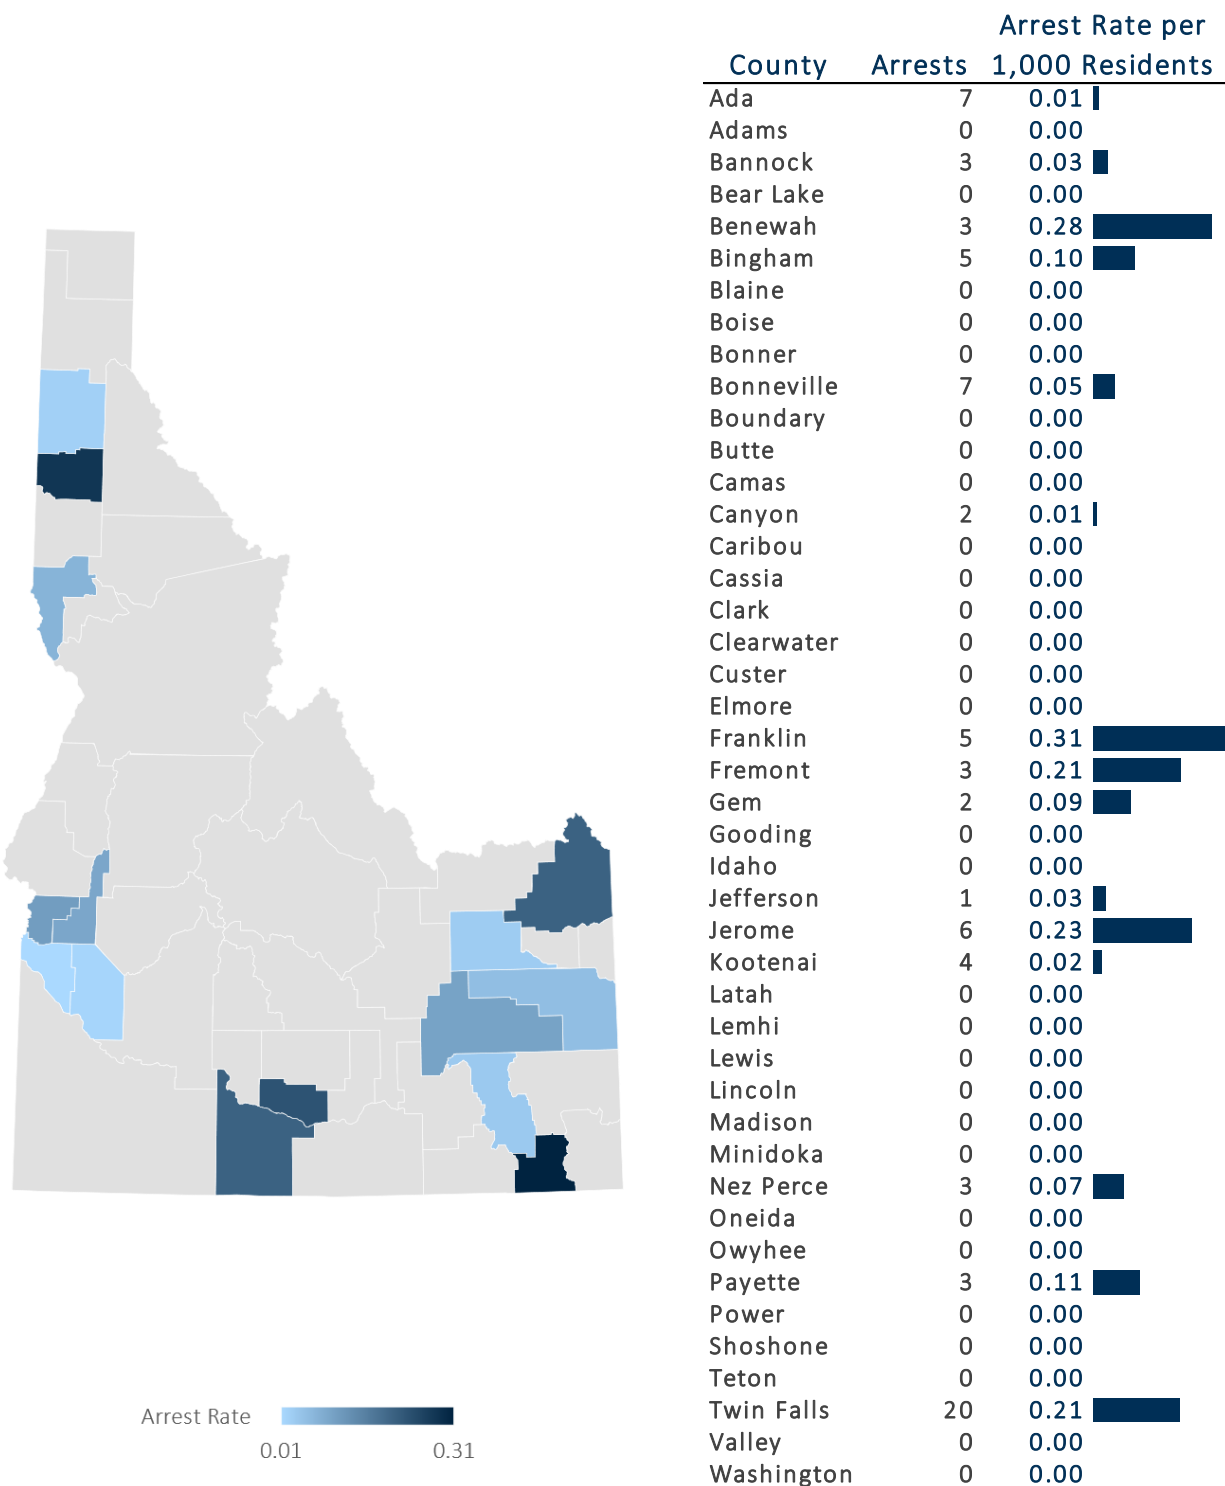 Arrest Rate per
County Arrests 1,000 Residents
Ada 7 0.01
Adams 0 0.00
Bannock 3 0.03
Bear Lake 0 0.00
Benewah 3 0.28
Bingham 5 0.10
Blaine 0 0.00
Boise 0 0.00
Bonner 0 0.00
Bonneville 7 0.05
Boundary 0 0.00
Butte 0 0.00
Camas 0 0.00
Canyon 2 0.01
Caribou 0 0.00
Cassia 0 0.00
Clark 0 0.00
Clearwater 0 0.00
Custer 0 0.00
Elmore 0 0.00
Franklin 5 0.31
Fremont 3 0.21
Gem 2 0.09
Gooding 0 0.00
Idaho 0 0.00
Jefferson 1 0.03
Jerome 6 0.23
Kootenai 4 0.02
Latah 0 0.00
Lemhi 0 0.00
Lewis 0 0.00
Lincoln 0 0.00
Madison 0 0.00
Minidoka 0 0.00
Nez Perce 3 0.07
Oneida 0 0.00
Owyhee 0 0.00
Payette 3 0.11
Power 0 0.00
Shoshone 0 0.00
Teton 0 0.00
Twin Falls 20 0.21
Valley 0 0.00
Washington 0 0.00
Arrest Rate
0.01 0.31